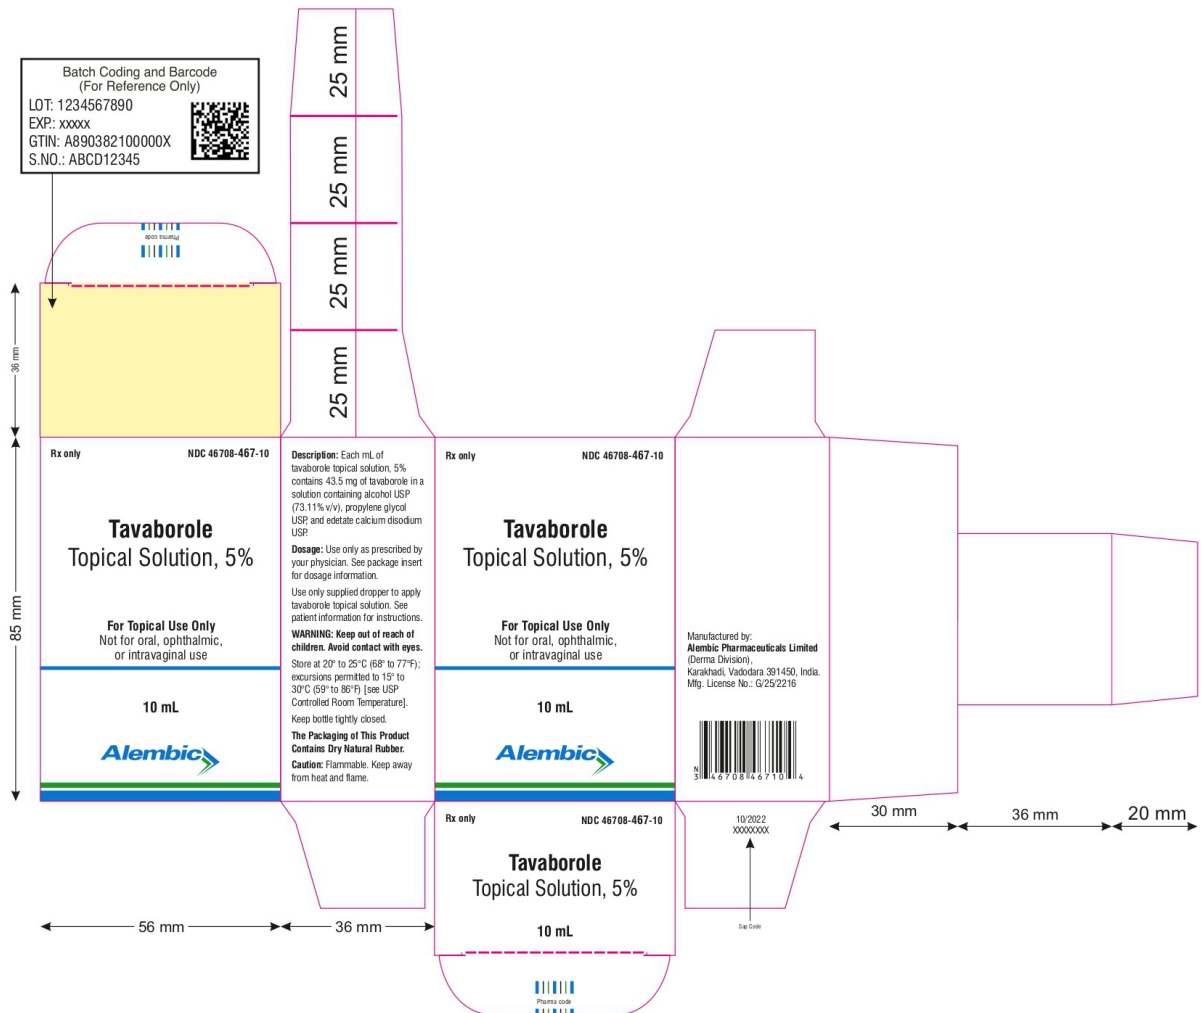 Batch Coding and Barcode
(For Reference Only)
LOT: 1234567890
EXP.: xxxxx
GTIN: A890382100000X
S.NO.: ABCD12345
Pharma code
25 mm
25 mm
25 mm
25 mm
36 mm
85 mm
Rx only
NDC 46708-467-10
Tavaborole
Topical Solution, 5%
For Topical Use Only
Not for oral, ophthalmic,
or intravaginal use
10 mL
Alembic
Description: Each mL of
tavaborole topical solution, 5%
contains 43.5 mg of tavaborole in a
solution containing alcohol USP
(73.11% v/v), propylene glycol
USP, and edetate calcium disodium
USP.
Dosage: Use only as prescribed by
your physician. See package insert
for dosage information.
Use only supplied dropper to apply
tavaborole topical solution. See
patient information for instructions.
WARNING: Keep out of reach of
children. Avoid contact with eyes.
Store at 20° to 25°C (68° to 77°F);
excursions permitted to 15° to
30°C (59° to 86°F) [see USP
Controlled Room Temperature].
Keep bottle tightly closed.
The Packaging of This Product
Contains Dry Natural Rubber.
Caution: Flammable. Keep away
from heat and flame.
Rx only
NDC 46708-467-10
Tavaborole
Topical Solution, 5%
For Topical Use Only
Not for oral, ophthalmic,
or intravaginal use
10 mL
Alembic
Manufactured by:
Alembic Pharmaceuticals Limited
(Derma Division),
Karakhadi, Vadodara 391450, India.
Mfg. License No.: G/25/2216
N
3 46708 46710 4
30 mm
36 mm
20 mm
Rx only
NDC 46708-467-10
Tavaborole
Topical Solution, 5%
10 mL
10/2022
XXXXXXXX
Sap Code
56 mm
36 mm
Pharma code